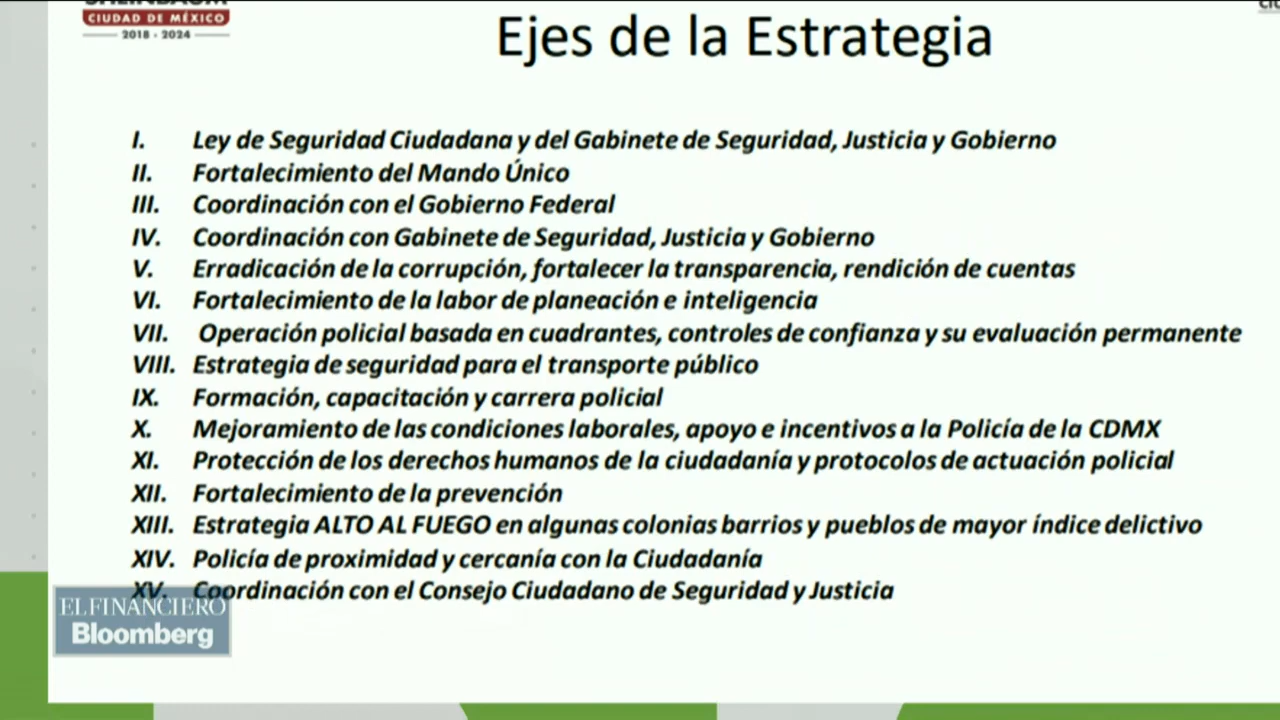 SHEINBAUM
CIUDAD DE MÉXICO
2018 - 2024
Ejes de la Estrategia
I. Ley de Seguridad Ciudadana y del Gabinete de Seguridad, Justicia y Gobierno
II. Fortalecimiento del Mando Único
III. Coordinación con el Gobierno Federal
IV. Coordinación con Gabinete de Seguridad, Justicia y Gobierno
V. Erradicación de la corrupción, fortalecer la transparencia, rendición de cuentas
VI. Fortalecimiento de la labor de planeación e inteligencia
VII. Operación policial basada en cuadrantes, controles de confianza y su evaluación permanente
VIII. Estrategia de seguridad para el transporte público
IX. Formación, capacitación y carrera policial
X. Mejoramiento de las condiciones laborales, apoyo e incentivos a la Policía de la CDMX
XI. Protección de los derechos humanos de la ciudadanía y protocolos de actuación policial
XII. Fortalecimiento de la prevención
XIII. Estrategia ALTO AL FUEGO en algunas colonias barrios y pueblos de mayor índice delictivo
XIV. Policía de proximidad y cercanía con la Ciudadanía
XV. Coordinación con el Consejo Ciudadano de Seguridad y Justicia
EL FINANCIERO
Bloomberg